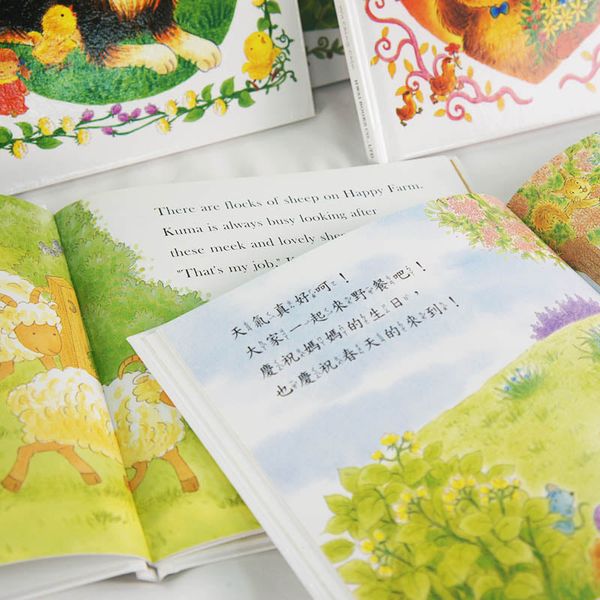 There are flocks of sheep on Happy Farm.
Kuma is always busy looking after
these meek and lovely
"That's my job,
天氣真好呵！
大家一起來野餐吧！
慶祝媽媽的生日，
也慶祝春天的來到！